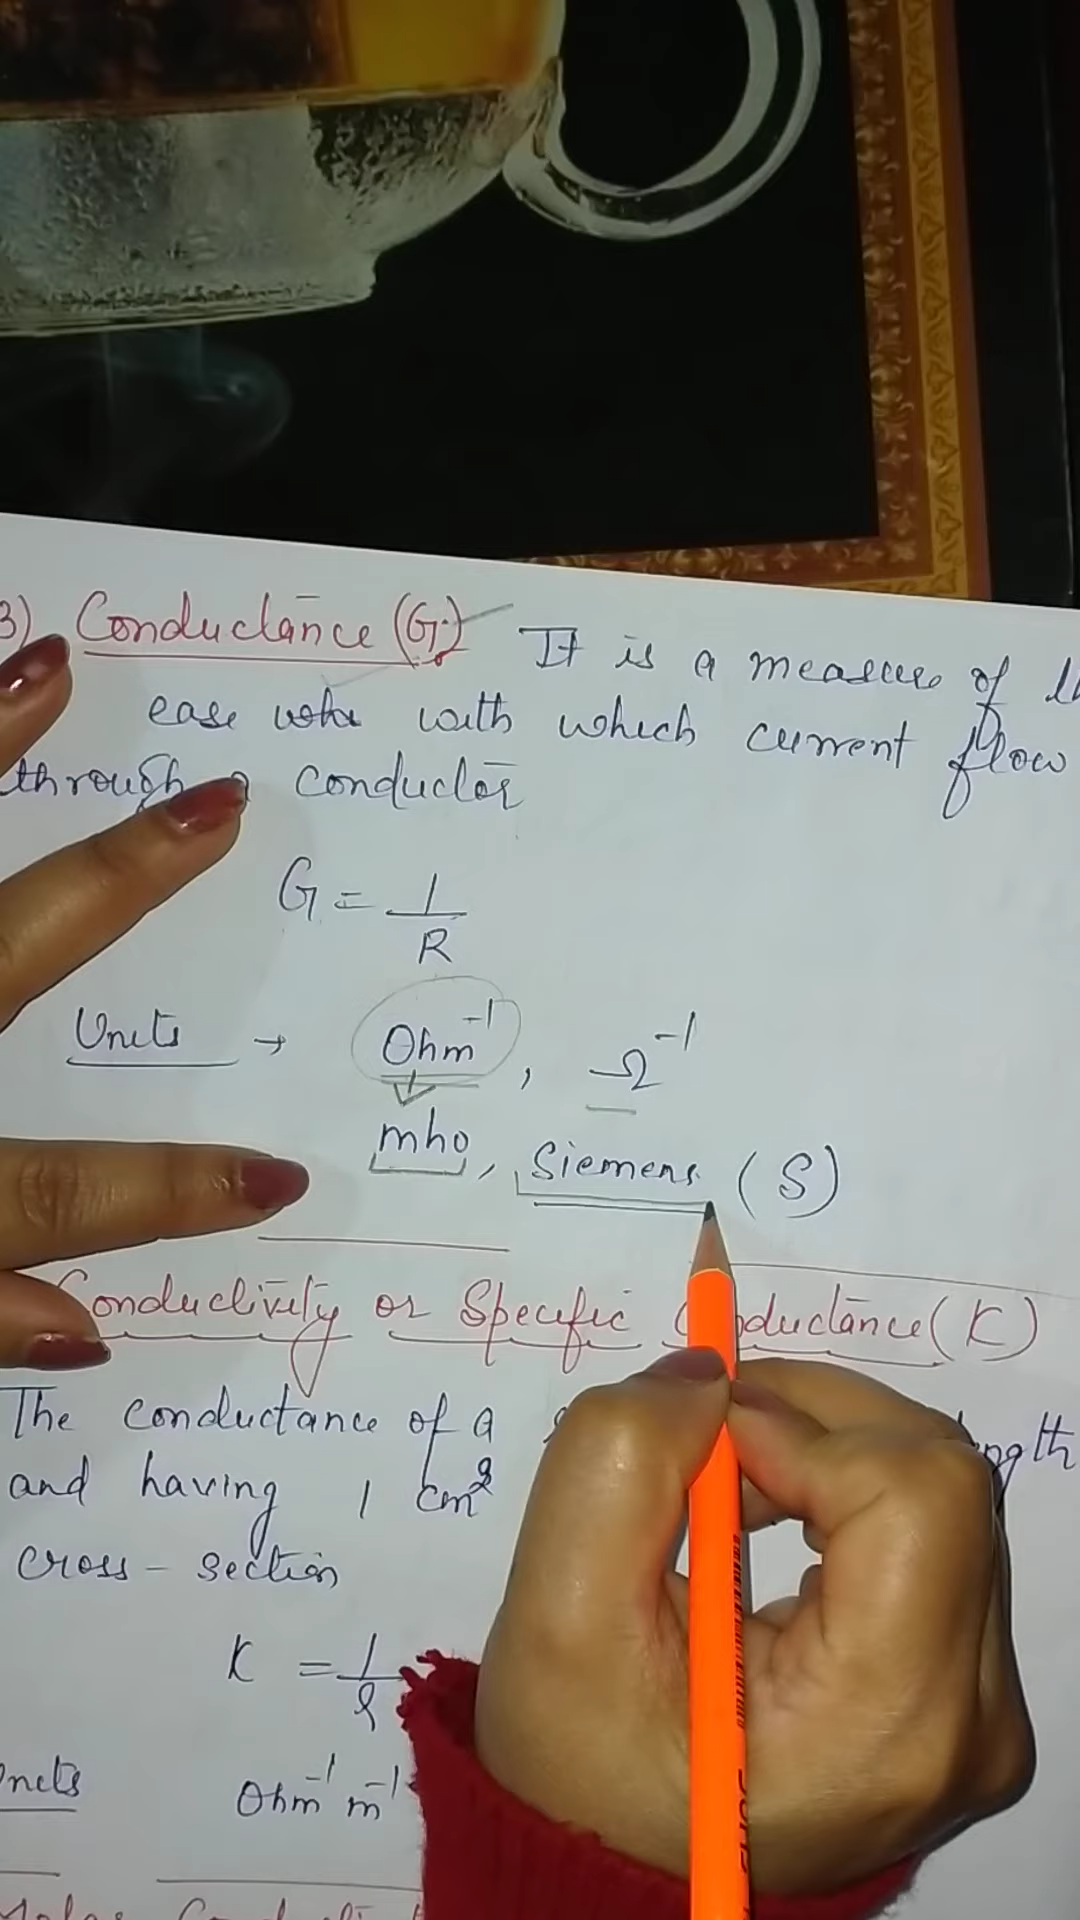 3) Conductance (G)
It is a measure of
ease with which current flow
through a conductor
G = 1/R
Units → Ohm⁻¹, Ω⁻¹
mho, Siemens (S)
Conductivity or Specific Conductance (K)
The conductance of a
and having 1 cm²
cross-section
K = 1/ρ
Ohm⁻¹ m⁻¹